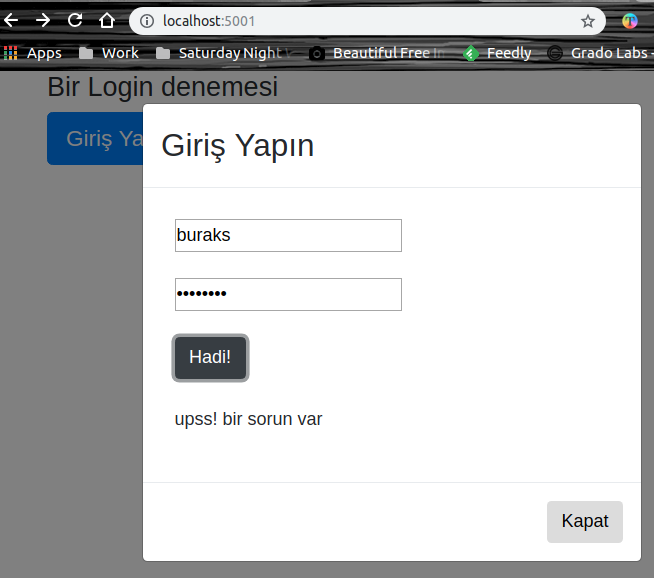 localhost:5001
Apps Work Saturday Night Beautiful Free Feedly Grado Labs -
Bir Login denemesi
Giriş Ya
Giriş Yapın
buraks
••••••••
Hadi!
upss! bir sorun var
Kapat